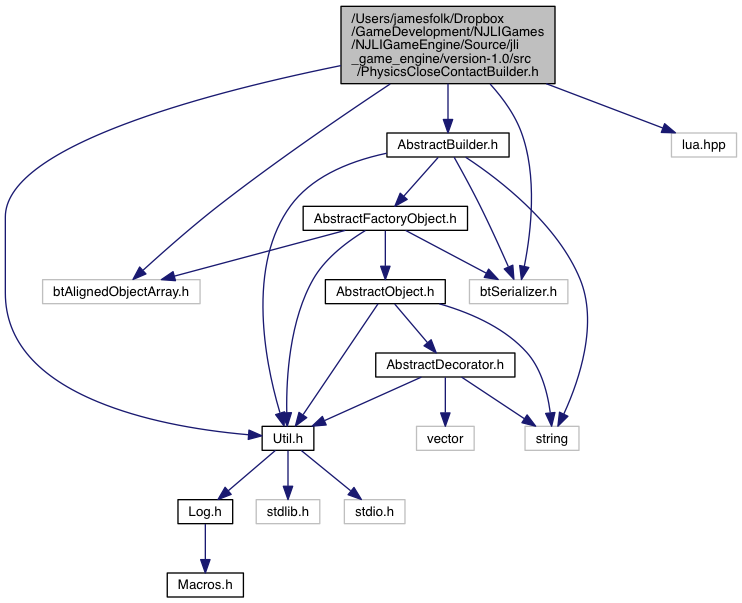 /Users/jamesfolk/Dropbox
/GameDevelopment/NJLIGames
/NJLIGameEngine/Source/jli
_game_engine/version-1.0/src
/PhysicsCloseContactBuilder.h
AbstractBuilder.h
lua.hpp
AbstractFactoryObject.h
btAlignedObjectArray.h
AbstractObject.h
btSerializer.h
AbstractDecorator.h
Util.h
vector
string
Log.h
stdlib.h
stdio.h
Macros.h